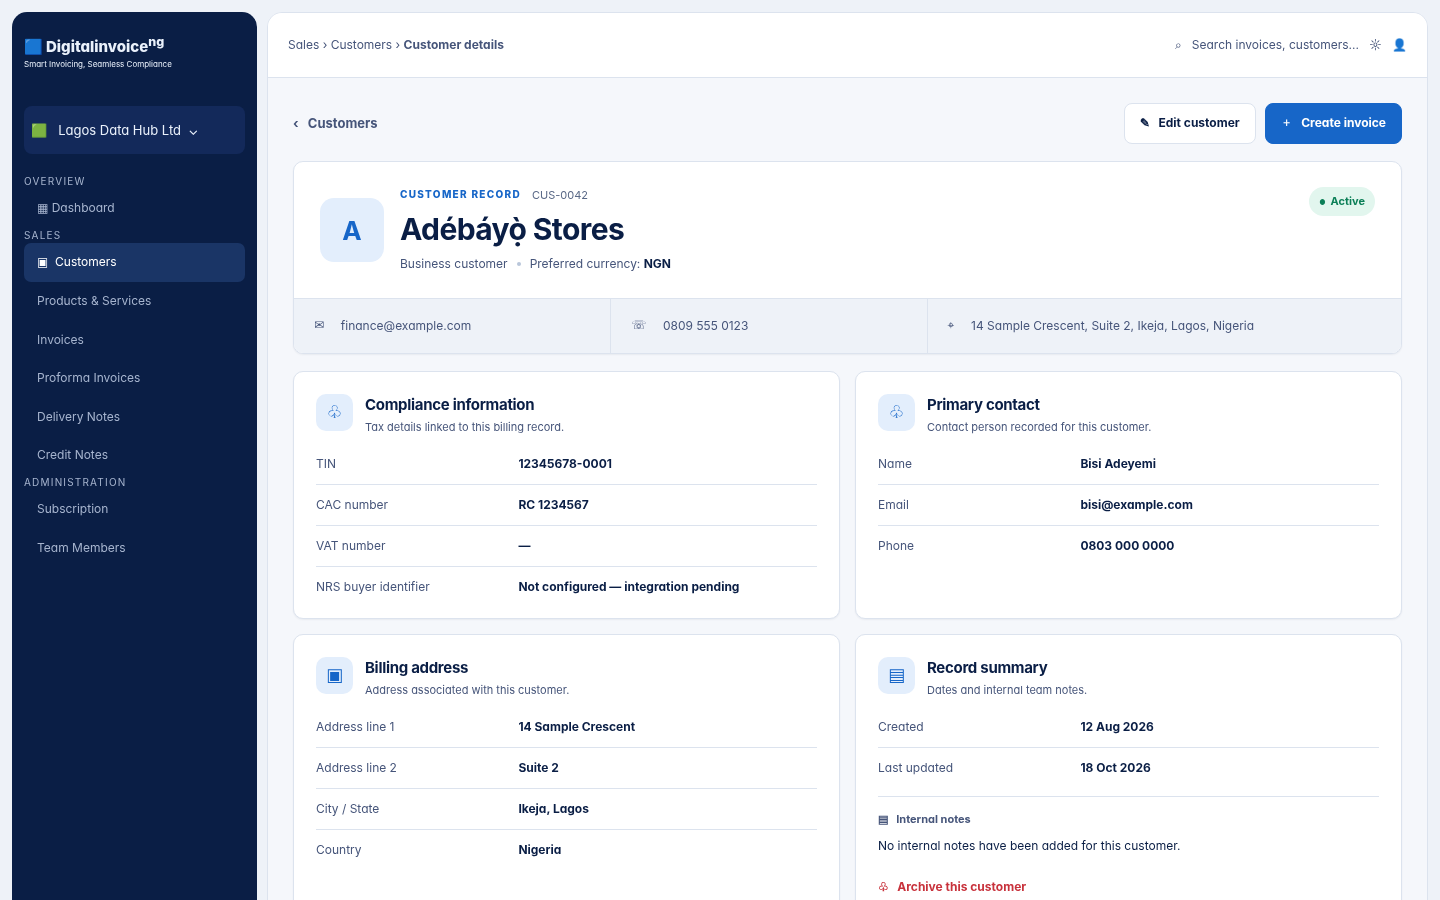 Digitalinvoiceng
Smart Invoicing, Seamless Compliance
Lagos Data Hub Ltd
OVERVIEW
Dashboard
SALES
Customers
Products & Services
Invoices
Proforma Invoices
Delivery Notes
Credit Notes
ADMINISTRATION
Subscription
Team Members
Sales › Customers › Customer details
Search invoices, customers...
‹ Customers
✎ Edit customer
+ Create invoice
A
CUSTOMER RECORD CUS-0042
Adébáyọ̀ Stores
Business customer • Preferred currency: NGN
● Active
finance@example.com
0809 555 0123
14 Sample Crescent, Suite 2, Ikeja, Lagos, Nigeria
Compliance information
Tax details linked to this billing record.
TIN 12345678-0001
CAC number RC 1234567
VAT number —
NRS buyer identifier Not configured — integration pending
Primary contact
Contact person recorded for this customer.
Name Bisi Adeyemi
Email bisi@example.com
Phone 0803 000 0000
Billing address
Address associated with this customer.
Address line 1 14 Sample Crescent
Address line 2 Suite 2
City / State Ikeja, Lagos
Country Nigeria
Record summary
Dates and internal team notes.
Created 12 Aug 2026
Last updated 18 Oct 2026
Internal notes
No internal notes have been added for this customer.
Archive this customer